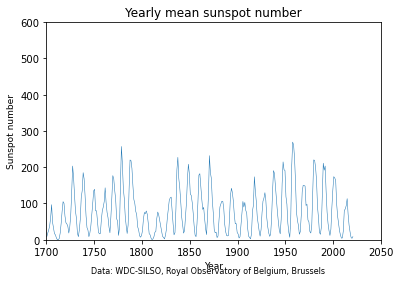 Yearly mean sunspot number
Sunspot number
600
500
400
300
200
100
0
1700 1750 1800 1850 1900 1950 2000 2050
Year
Data: WDC-SILSO, Royal Observatory of Belgium, Brussels